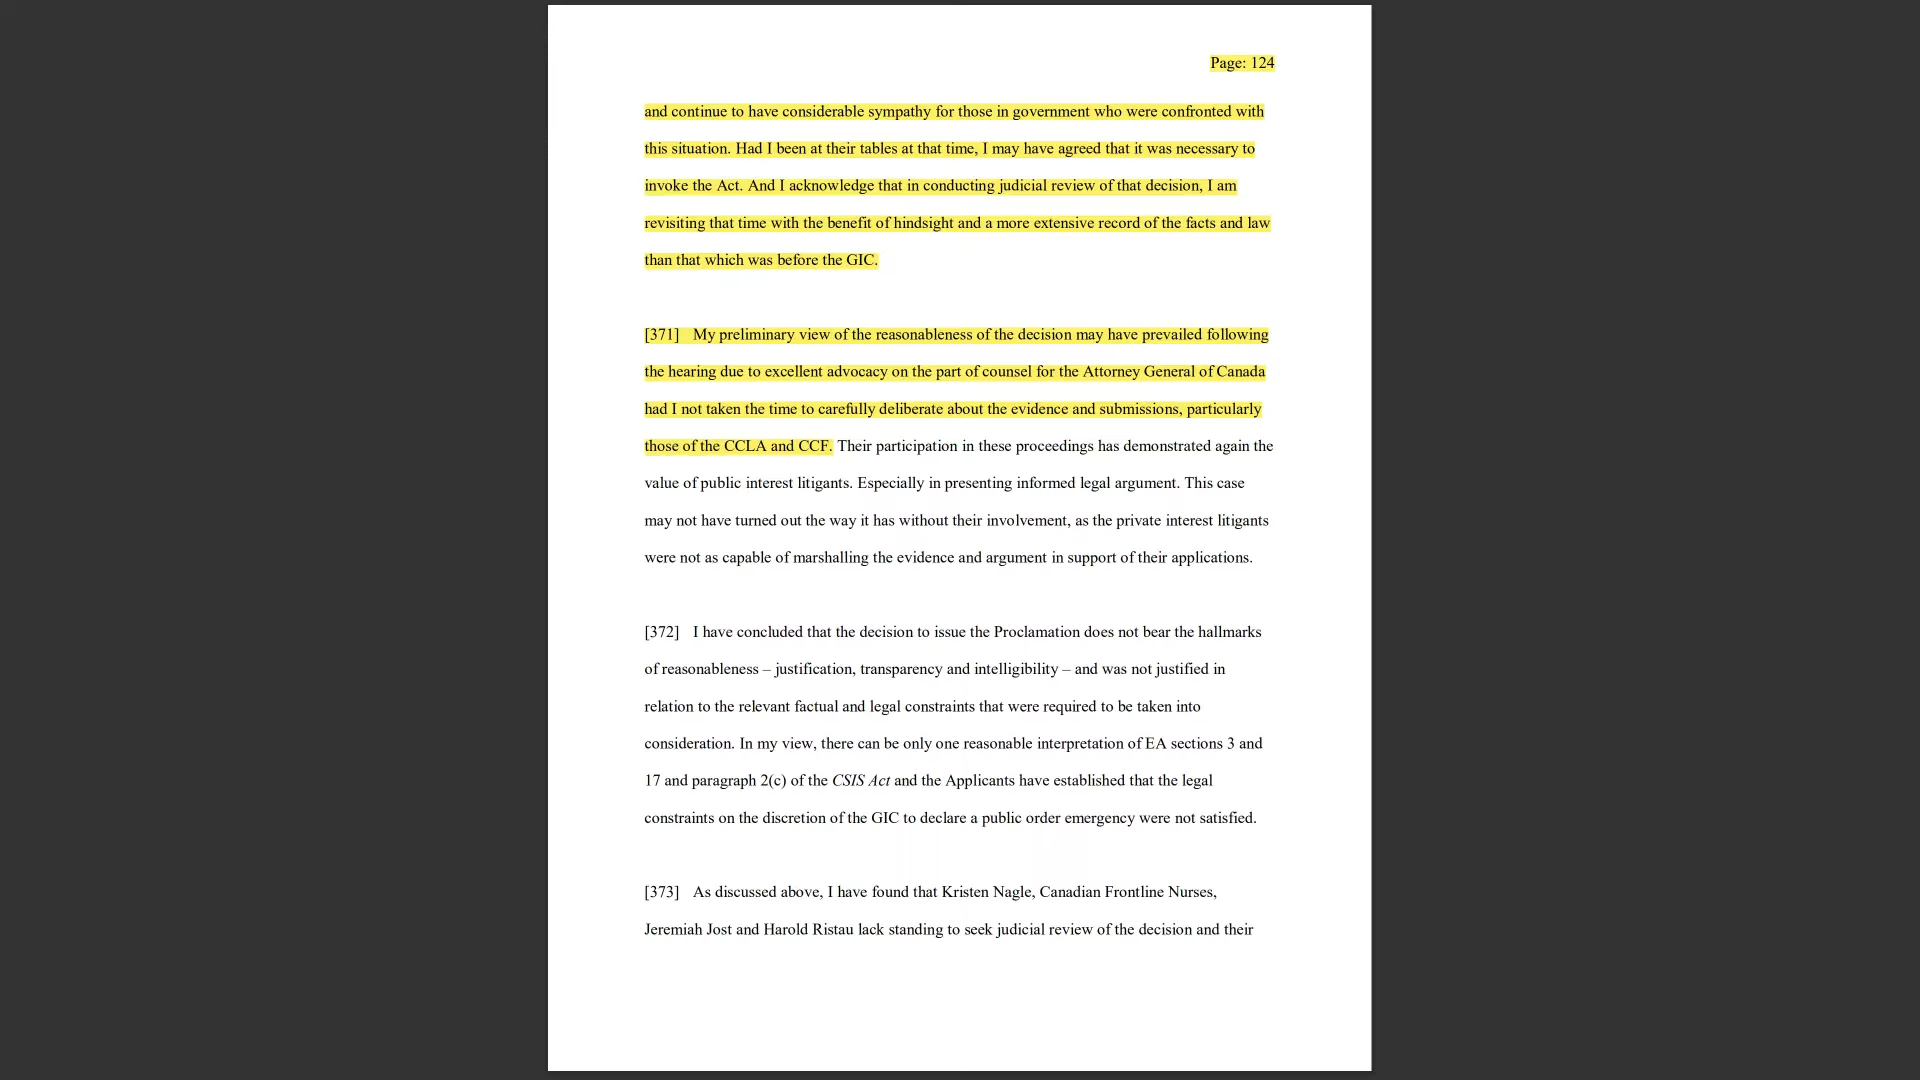 Page: 124
and continue to have considerable sympathy for those in government who were confronted with
this situation. Had I been at their tables at that time, I may have agreed that it was necessary to
invoke the Act. And I acknowledge that in conducting judicial review of that decision, I am
revisiting that time with the benefit of hindsight and a more extensive record of the facts and law
than that which was before the GIC.
[371] My preliminary view of the reasonableness of the decision may have prevailed following
the hearing due to excellent advocacy on the part of counsel for the Attorney General of Canada
had I not taken the time to carefully deliberate about the evidence and submissions, particularly
those of the CCLA and CCF. Their participation in these proceedings has demonstrated again the
value of public interest litigants. Especially in presenting informed legal argument. This case
may not have turned out the way it has without their involvement, as the private interest litigants
were not as capable of marshalling the evidence and argument in support of their applications.
[372] I have concluded that the decision to issue the Proclamation does not bear the hallmarks
of reasonableness – justification, transparency and intelligibility – and was not justified in
relation to the relevant factual and legal constraints that were required to be taken into
consideration. In my view, there can be only one reasonable interpretation of EA sections 3 and
17 and paragraph 2(c) of the CSIS Act and the Applicants have established that the legal
constraints on the discretion of the GIC to declare a public order emergency were not satisfied.
[373] As discussed above, I have found that Kristen Nagle, Canadian Frontline Nurses,
Jeremiah Jost and Harold Ristau lack standing to seek judicial review of the decision and their